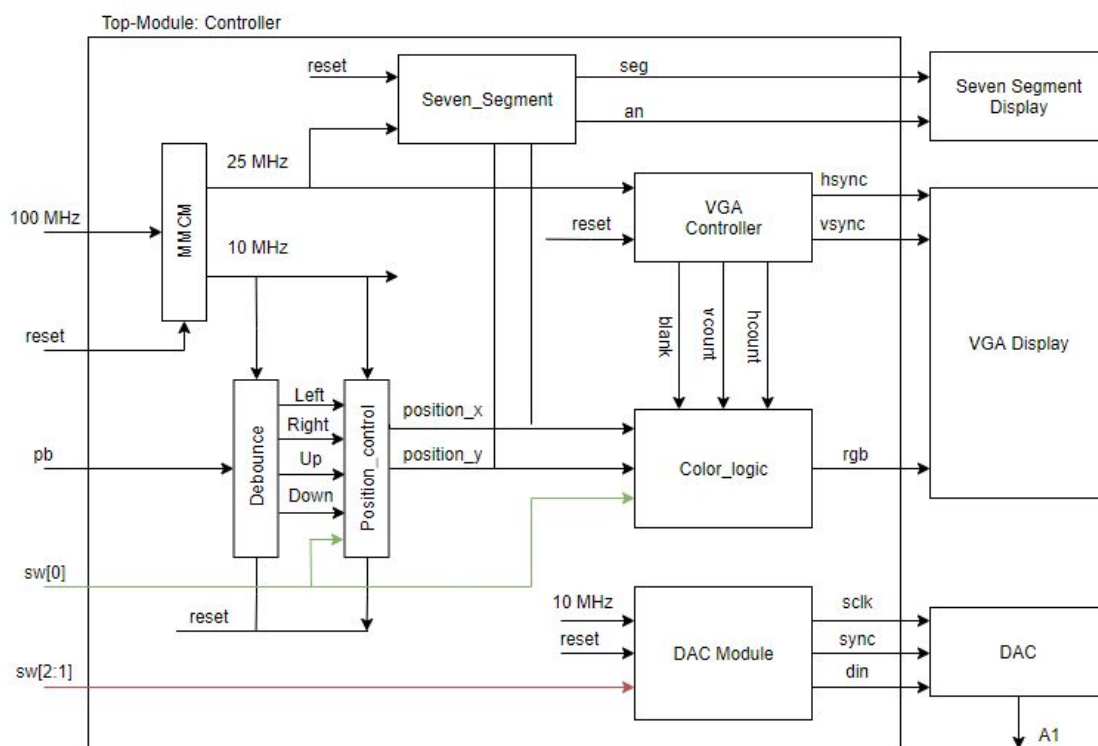 Top-Module: Controller
reset
Seven_Segment
seg
an
Seven Segment
Display
25 MHz
100 MHz
MMCM
10 MHz
reset
reset
VGA
Controller
hsync
vsync
blank
vcount
hcount
VGA Display
pb
Debounce
Left
Right
Up
Down
Position_control
position_x
position_y
Color_logic
rgb
sw[0]
reset
sw[2:1]
10 MHz
reset
DAC Module
sclk
sync
din
DAC
A1